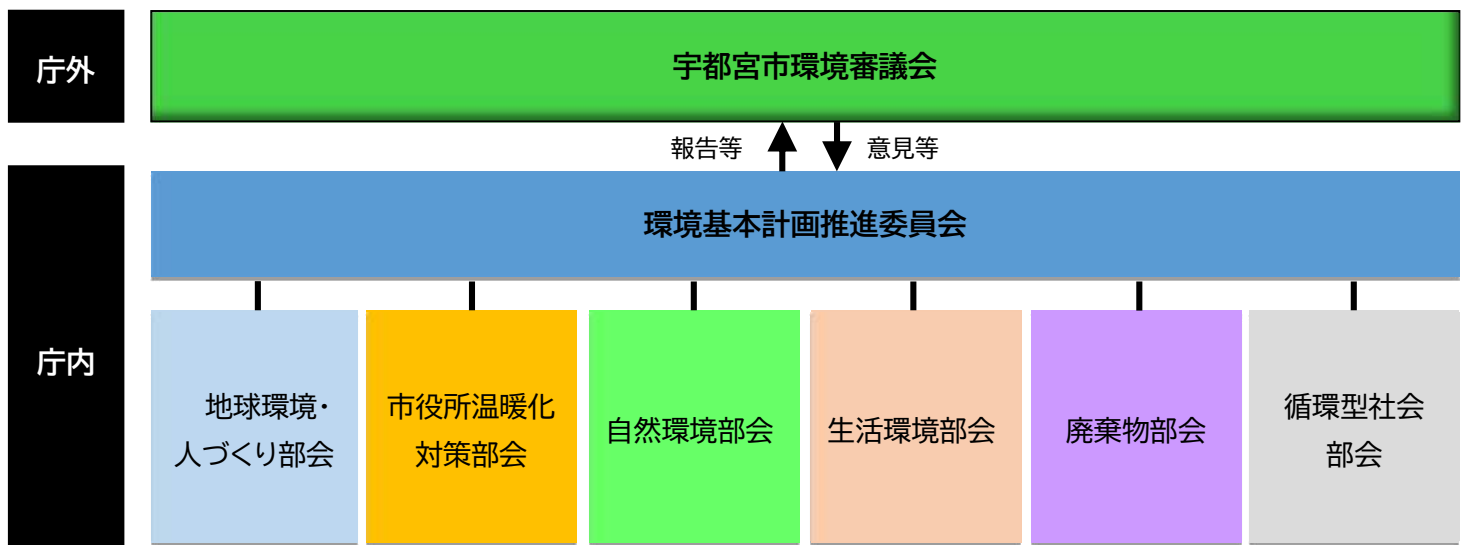 庁外
宇都宮市環境審議会
報告等
意見等
庁内
環境基本計画推進委員会
地球環境・
人づくり部会
市役所温暖化
対策部会
自然環境部会
生活環境部会
廃棄物部会
循環型社会
部会